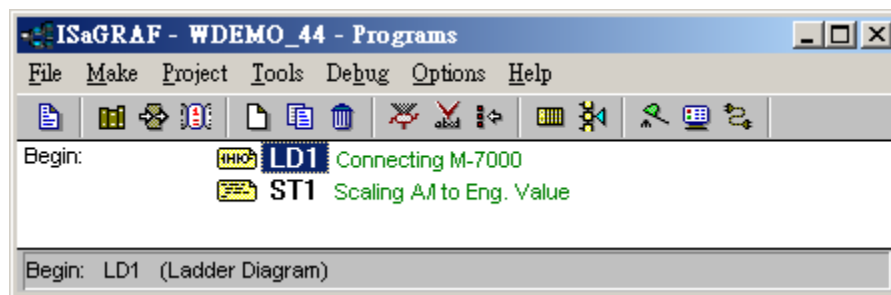 ISaGRAF - WDEMO_44 - Programs
File Make Project Tools Debug Options Help
Begin: LD1 Connecting M-7000
ST1 Scaling A/I to Eng. Value
Begin: LD1 (Ladder Diagram)